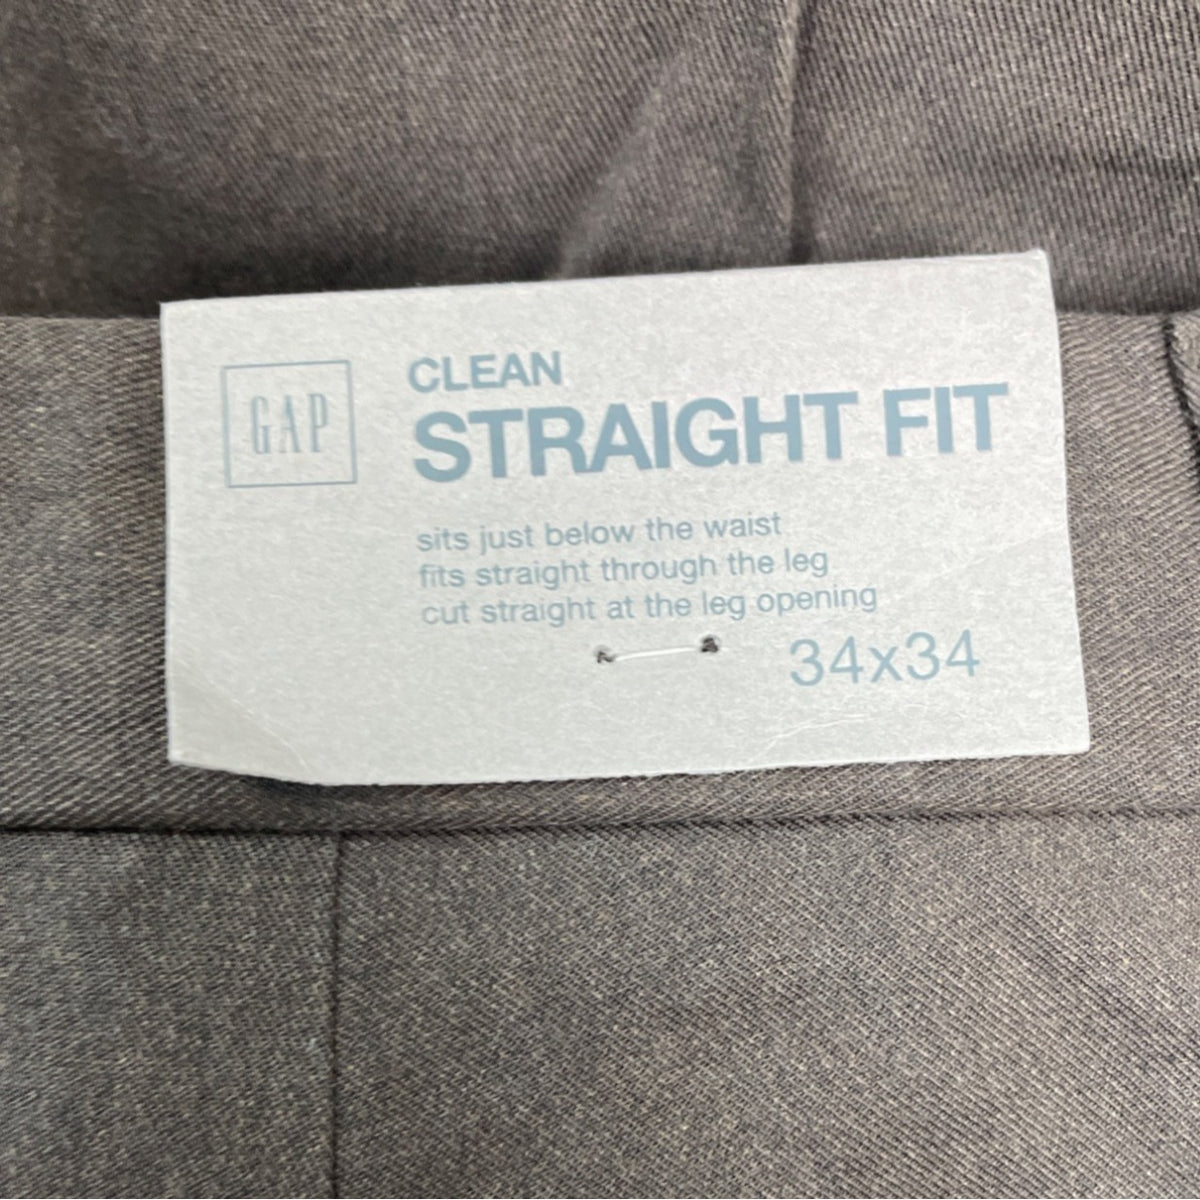 GAP
CLEAN
STRAIGHT FIT
sits just below the waist
fits straight through the leg
cut straight at the leg opening
34x34